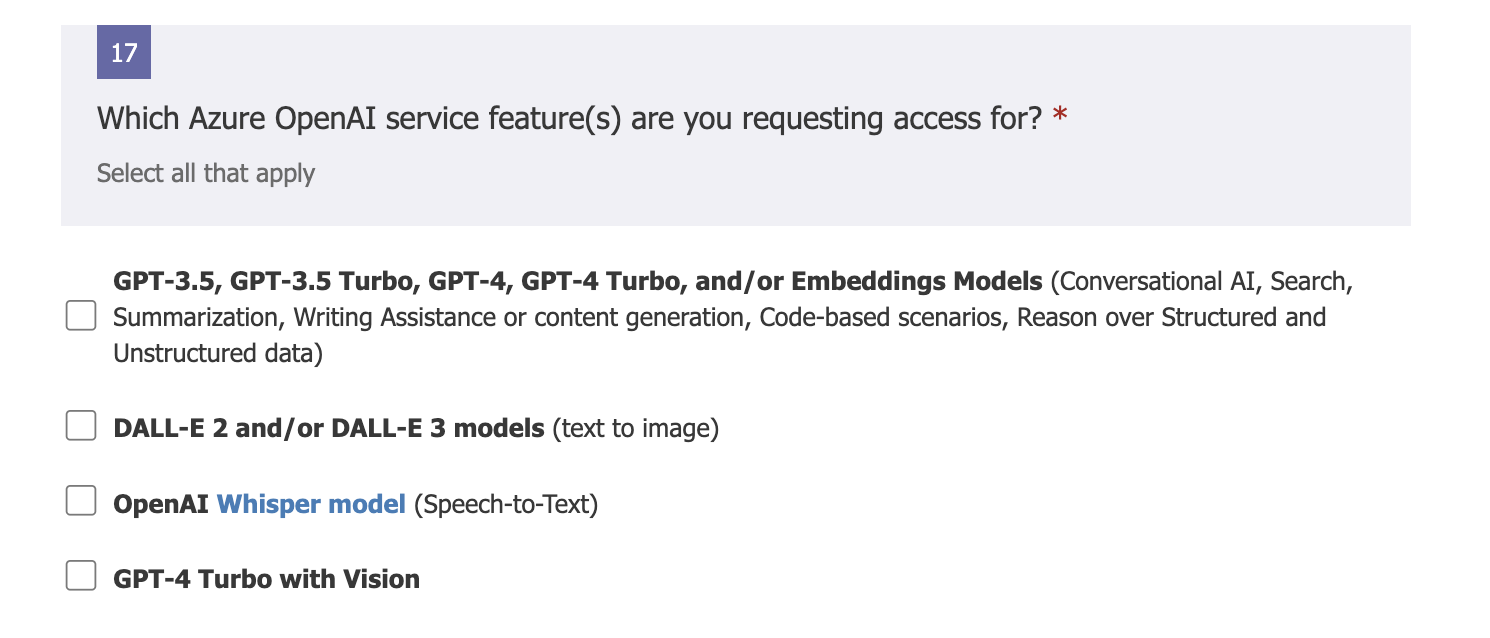 17
Which Azure OpenAI service feature(s) are you requesting access for? *
Select all that apply
GPT-3.5, GPT-3.5 Turbo, GPT-4, GPT-4 Turbo, and/or Embeddings Models (Conversational AI, Search,
Summarization, Writing Assistance or content generation, Code-based scenarios, Reason over Structured and
Unstructured data)
DALL-E 2 and/or DALL-E 3 models (text to image)
OpenAI Whisper model (Speech-to-Text)
GPT-4 Turbo with Vision